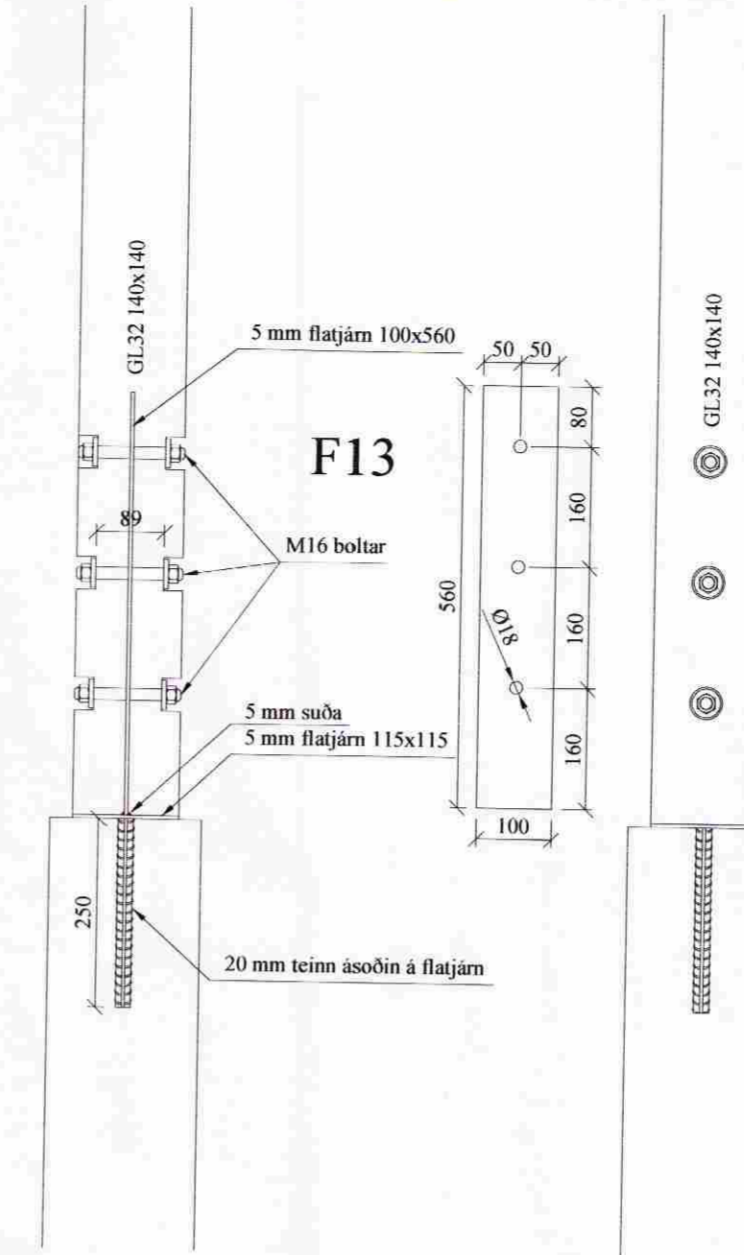 GL32 140x140
5 mm flatjárn 100x560
F13
89
M16 boltar
5 mm suða
5 mm flatjárn 115x115
250
20 mm teinn ásoðin á flatjárn
50 50
80
160
560
160
Ø18
160
100
GL32 140x140